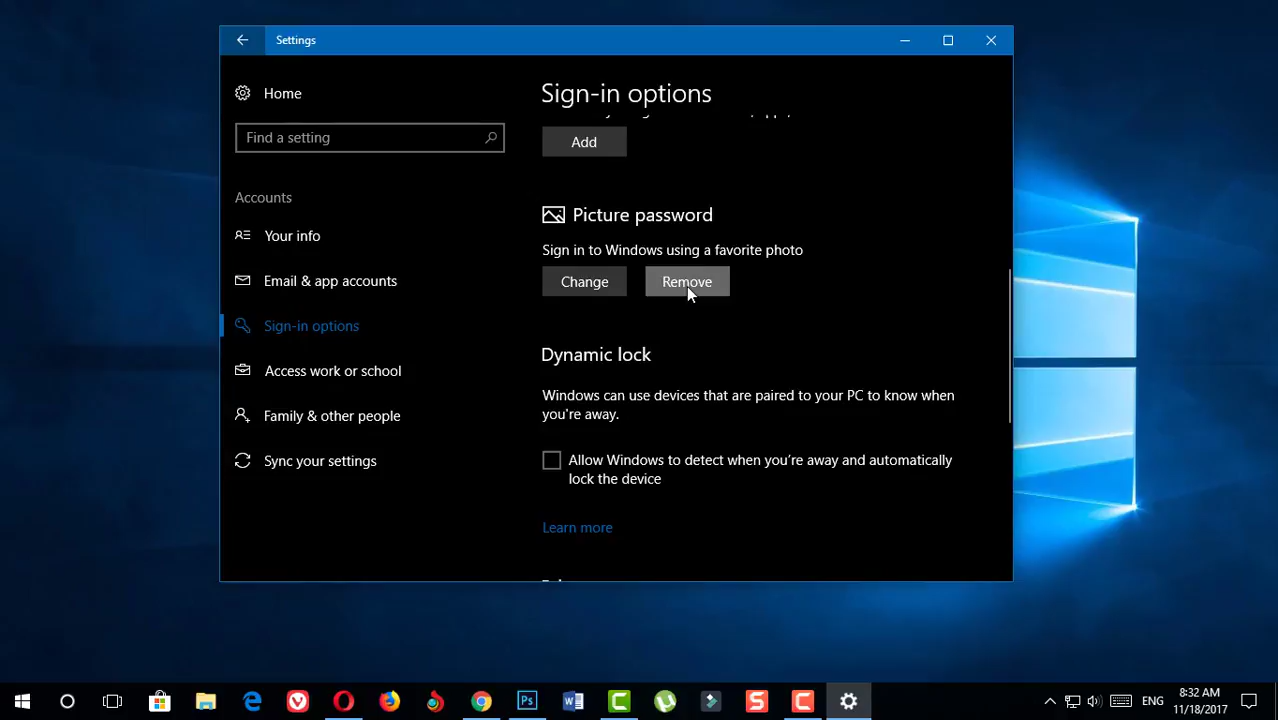 Settings
Home
Find a setting
Accounts
Your info
Email & app accounts
Sign-in options
Access work or school
Family & other people
Sync your settings
Sign-in options
Add
Picture password
Sign in to Windows using a favorite photo
Change
Remove
Dynamic lock
Windows can use devices that are paired to your PC to know when
you're away.
Allow Windows to detect when you're away and automatically
lock the device
Learn more
Ps
ENG
8:32 AM
11/18/2017